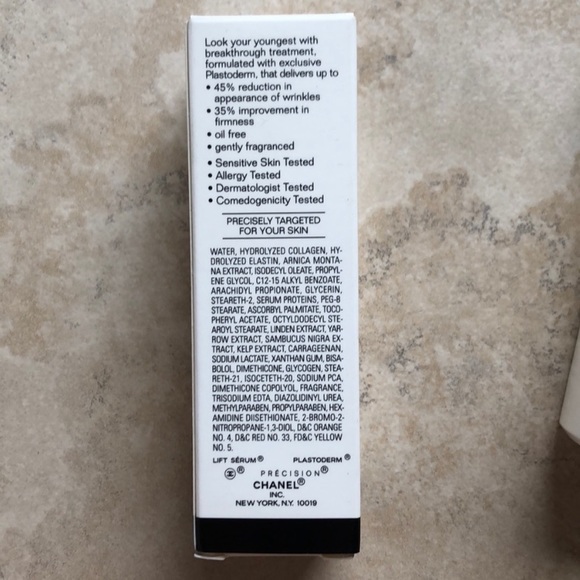 Look your youngest with
breakthrough treatment,
formulated with exclusive
Plastoderm, that delivers up to
• 45% reduction in
appearance of wrinkles
• 35% improvement in
firmness
• oil free
• gently fragranced
• Sensitive Skin Tested
• Allergy Tested
• Dermatologist Tested
• Comedogenicity Tested
PRECISELY TARGETED
FOR YOUR SKIN
WATER, HYDROLYZED COLLAGEN, HY-
DROLYZED ELASTIN, ARNICA MONTA-
NA EXTRACT, ISODECYL OLEATE, PROPYL-
ENE GLYCOL, C12-15 ALKYL BENZOATE,
ARACHIDYL PROPIONATE, GLYCERIN,
STEARETH-2, SERUM PROTEINS, PEG-8
STEARATE, ASCORBYL PALMITATE, TOCO-
PHERYL ACETATE, OCTYLDODECYL STE-
AROYL STEARATE, LINDEN EXTRACT, YAR-
ROW EXTRACT, SAMBUCUS NIGRA EX-
TRACT, KELP EXTRACT, CARRAGEENAN,
SODIUM LACTATE, XANTHAN GUM, BISA-
BOLOL, DIMETHICONE, GLYCOGEN, STEA-
RETH-21, ISOCETETH-20, SODIUM PCA,
DIMETHICONE COPOLYOL, FRAGRANCE,
TRISODIUM EDTA, DIAZOLIDINYL UREA,
METHYLPARABEN, PROPYLPARABEN, HEX-
AMIDINE DIISETHIONATE, 2-BROMO-2-
NITROPROPANE-1,3-DIOL, D&C ORANGE
NO. 4, D&C RED NO. 33, FD&C YELLOW
NO. 5.
LIFT SÉRUM® PLASTODERM®
® PRÉCISION®
CHANEL®
INC.
NEW YORK, N.Y. 10019